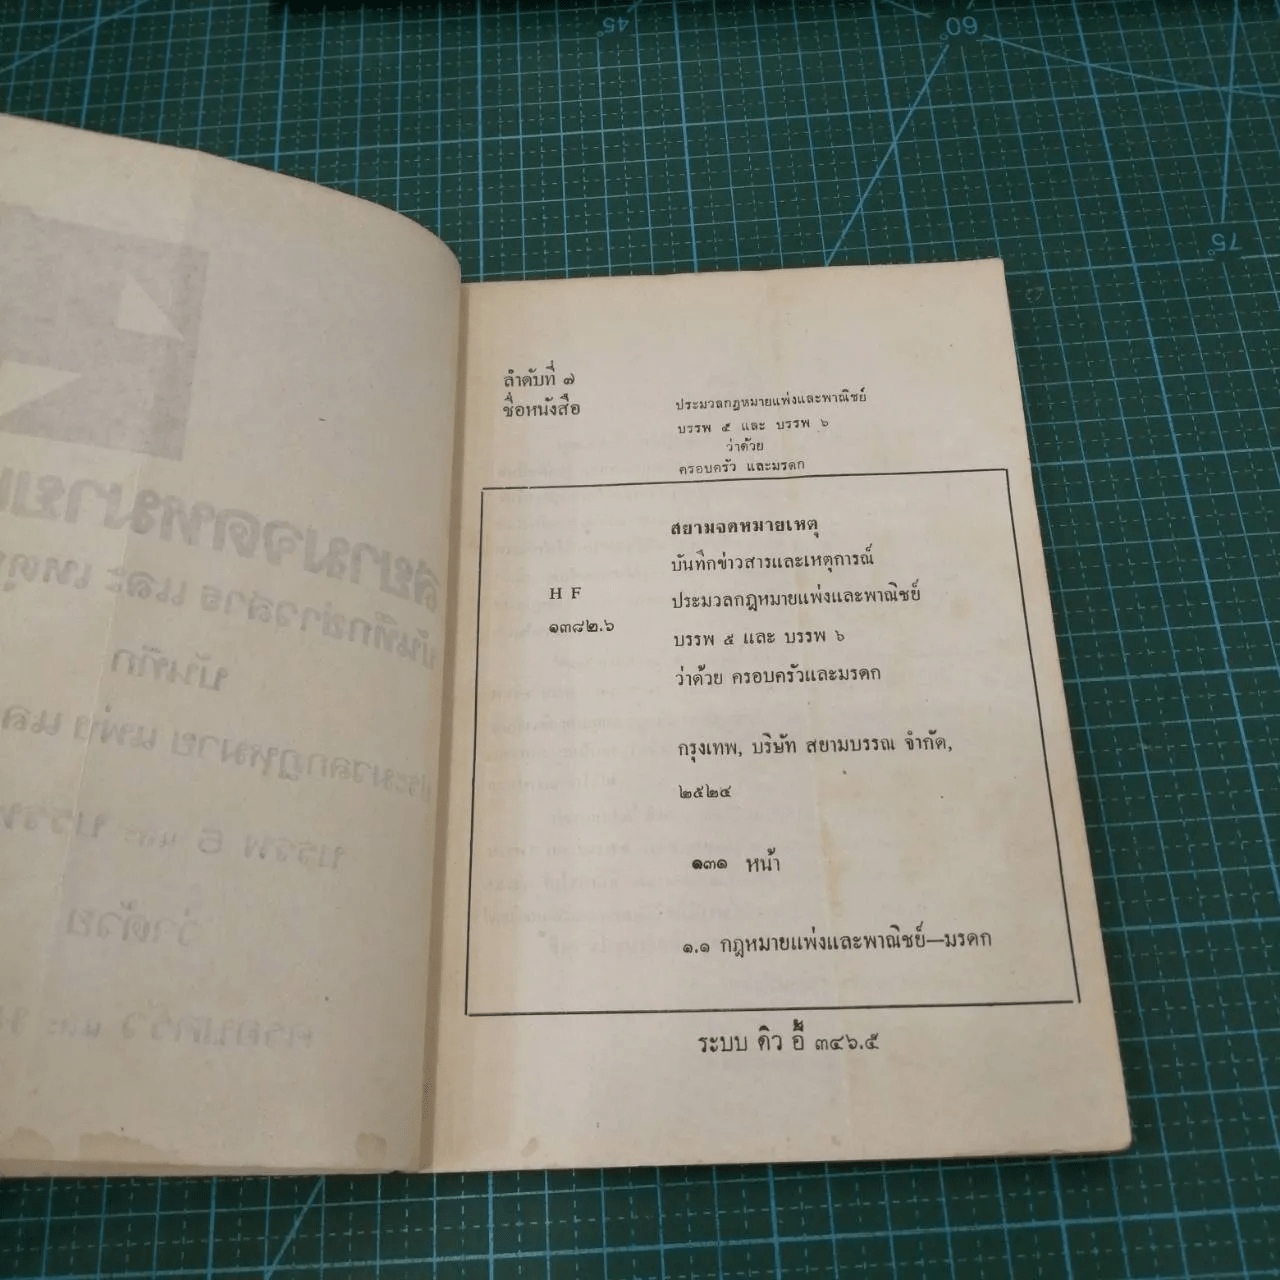 45°
60°
75°
ลำดับที่ ๗
ชื่อหนังสือ
ประมวลกฎหมายแพ่งและพาณิชย์
บรรพ ๕ และ บรรพ ๖
ว่าด้วย
ครอบครัว และมรดก
สยามจดหมายเหตุ
บันทึกข่าวสารและเหตุการณ์
H F
ประมวลกฎหมายแพ่งและพาณิชย์
๑๓๘๒.๖
บรรพ ๕ และ บรรพ ๖
ว่าด้วย ครอบครัวและมรดก
กรุงเทพ, บริษัท สยามบรรณ จำกัด,
๒๕๒๔
๑๓๑ หน้า
๑.๑ กฎหมายแพ่งและพาณิชย์—มรดก
ระบบ ดิว อี้ ๓๔๖.๕